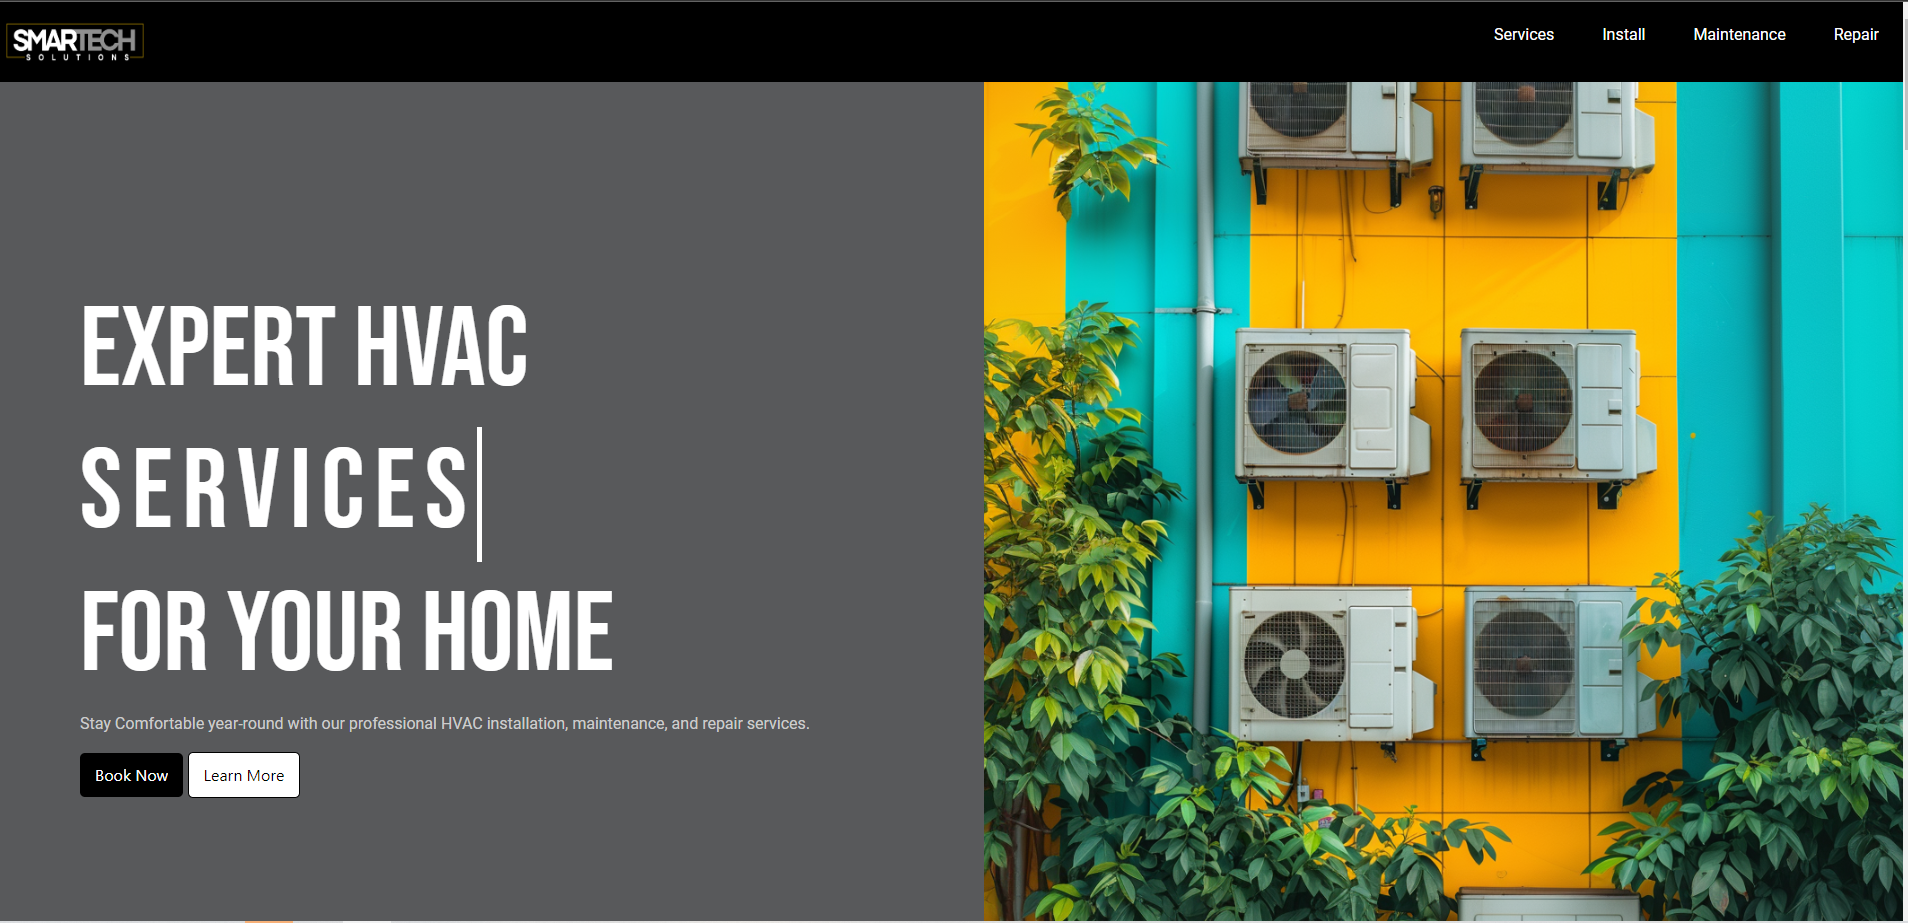 SMARTECH
SOLUTIONS
Services Install Maintenance Repair
EXPERT HVAC
SERVICES
FOR YOUR HOME
Stay Comfortable year-round with our professional HVAC installation, maintenance, and repair services.
Book Now Learn More